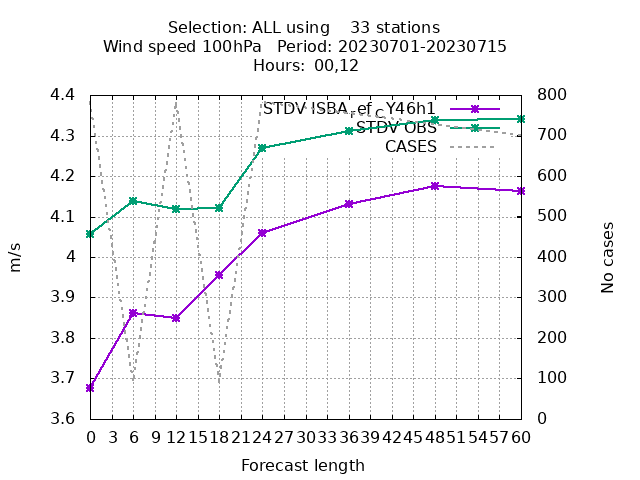 Selection: ALL using    33 stations
Wind speed 100hPa   Period: 20230701-20230715
Hours:  00,12
STDV ISBA_ref_CY46h1
STDV OBS
CASES
4.4
4.3
4.2
4.1
4
3.9
3.8
3.7
3.6
800
700
600
500
400
300
200
100
0
m/s
No cases
0 3 6 9 12 15 18 21 24 27 30 33 36 39 42 45 48 51 54 57 60
Forecast length